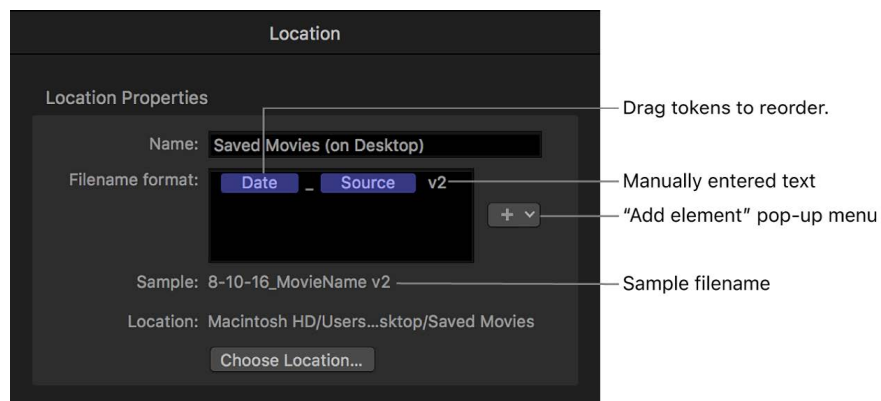 Location
Location Properties
Drag tokens to reorder.
Name: Saved Movies (on Desktop)
Filename format: Date _ Source v2
Manually entered text
“Add element” pop-up menu
Sample: 8-10-16_MovieName v2
Sample filename
Location: Macintosh HD/Users...sktop/Saved Movies
Choose Location...